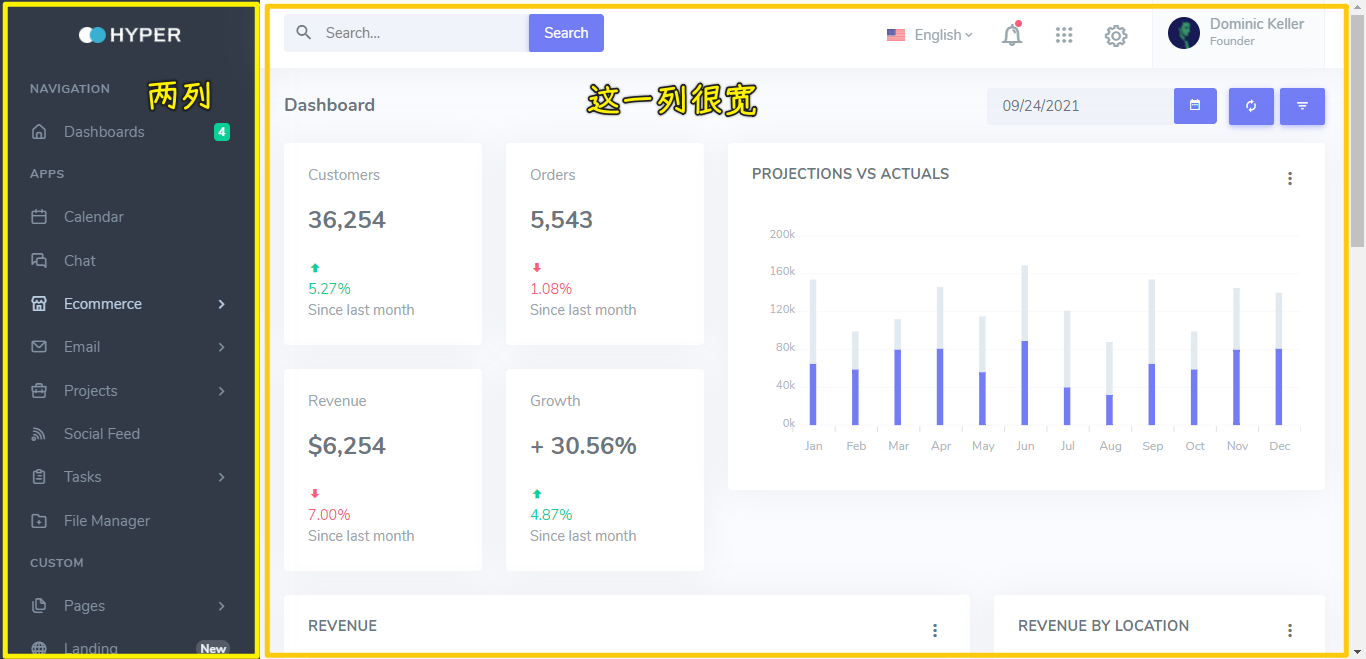 HYPER
NAVIGATION
两列
Dashboards 4
APPS
Calendar
Chat
Ecommerce
Email
Projects
Social Feed
Tasks
File Manager
CUSTOM
Pages
Landing New
Search... Search
English
Dominic Keller
Founder
这一列很宽
Dashboard
09/24/2021
Customers
36,254
5.27%
Since last month
Orders
5,543
1.08%
Since last month
Revenue
$6,254
7.00%
Since last month
Growth
+ 30.56%
4.87%
Since last month
PROJECTIONS VS ACTUALS
200k
160k
120k
80k
40k
0k
Jan Feb Mar Apr May Jun Jul Aug Sep Oct Nov Dec
REVENUE
REVENUE BY LOCATION